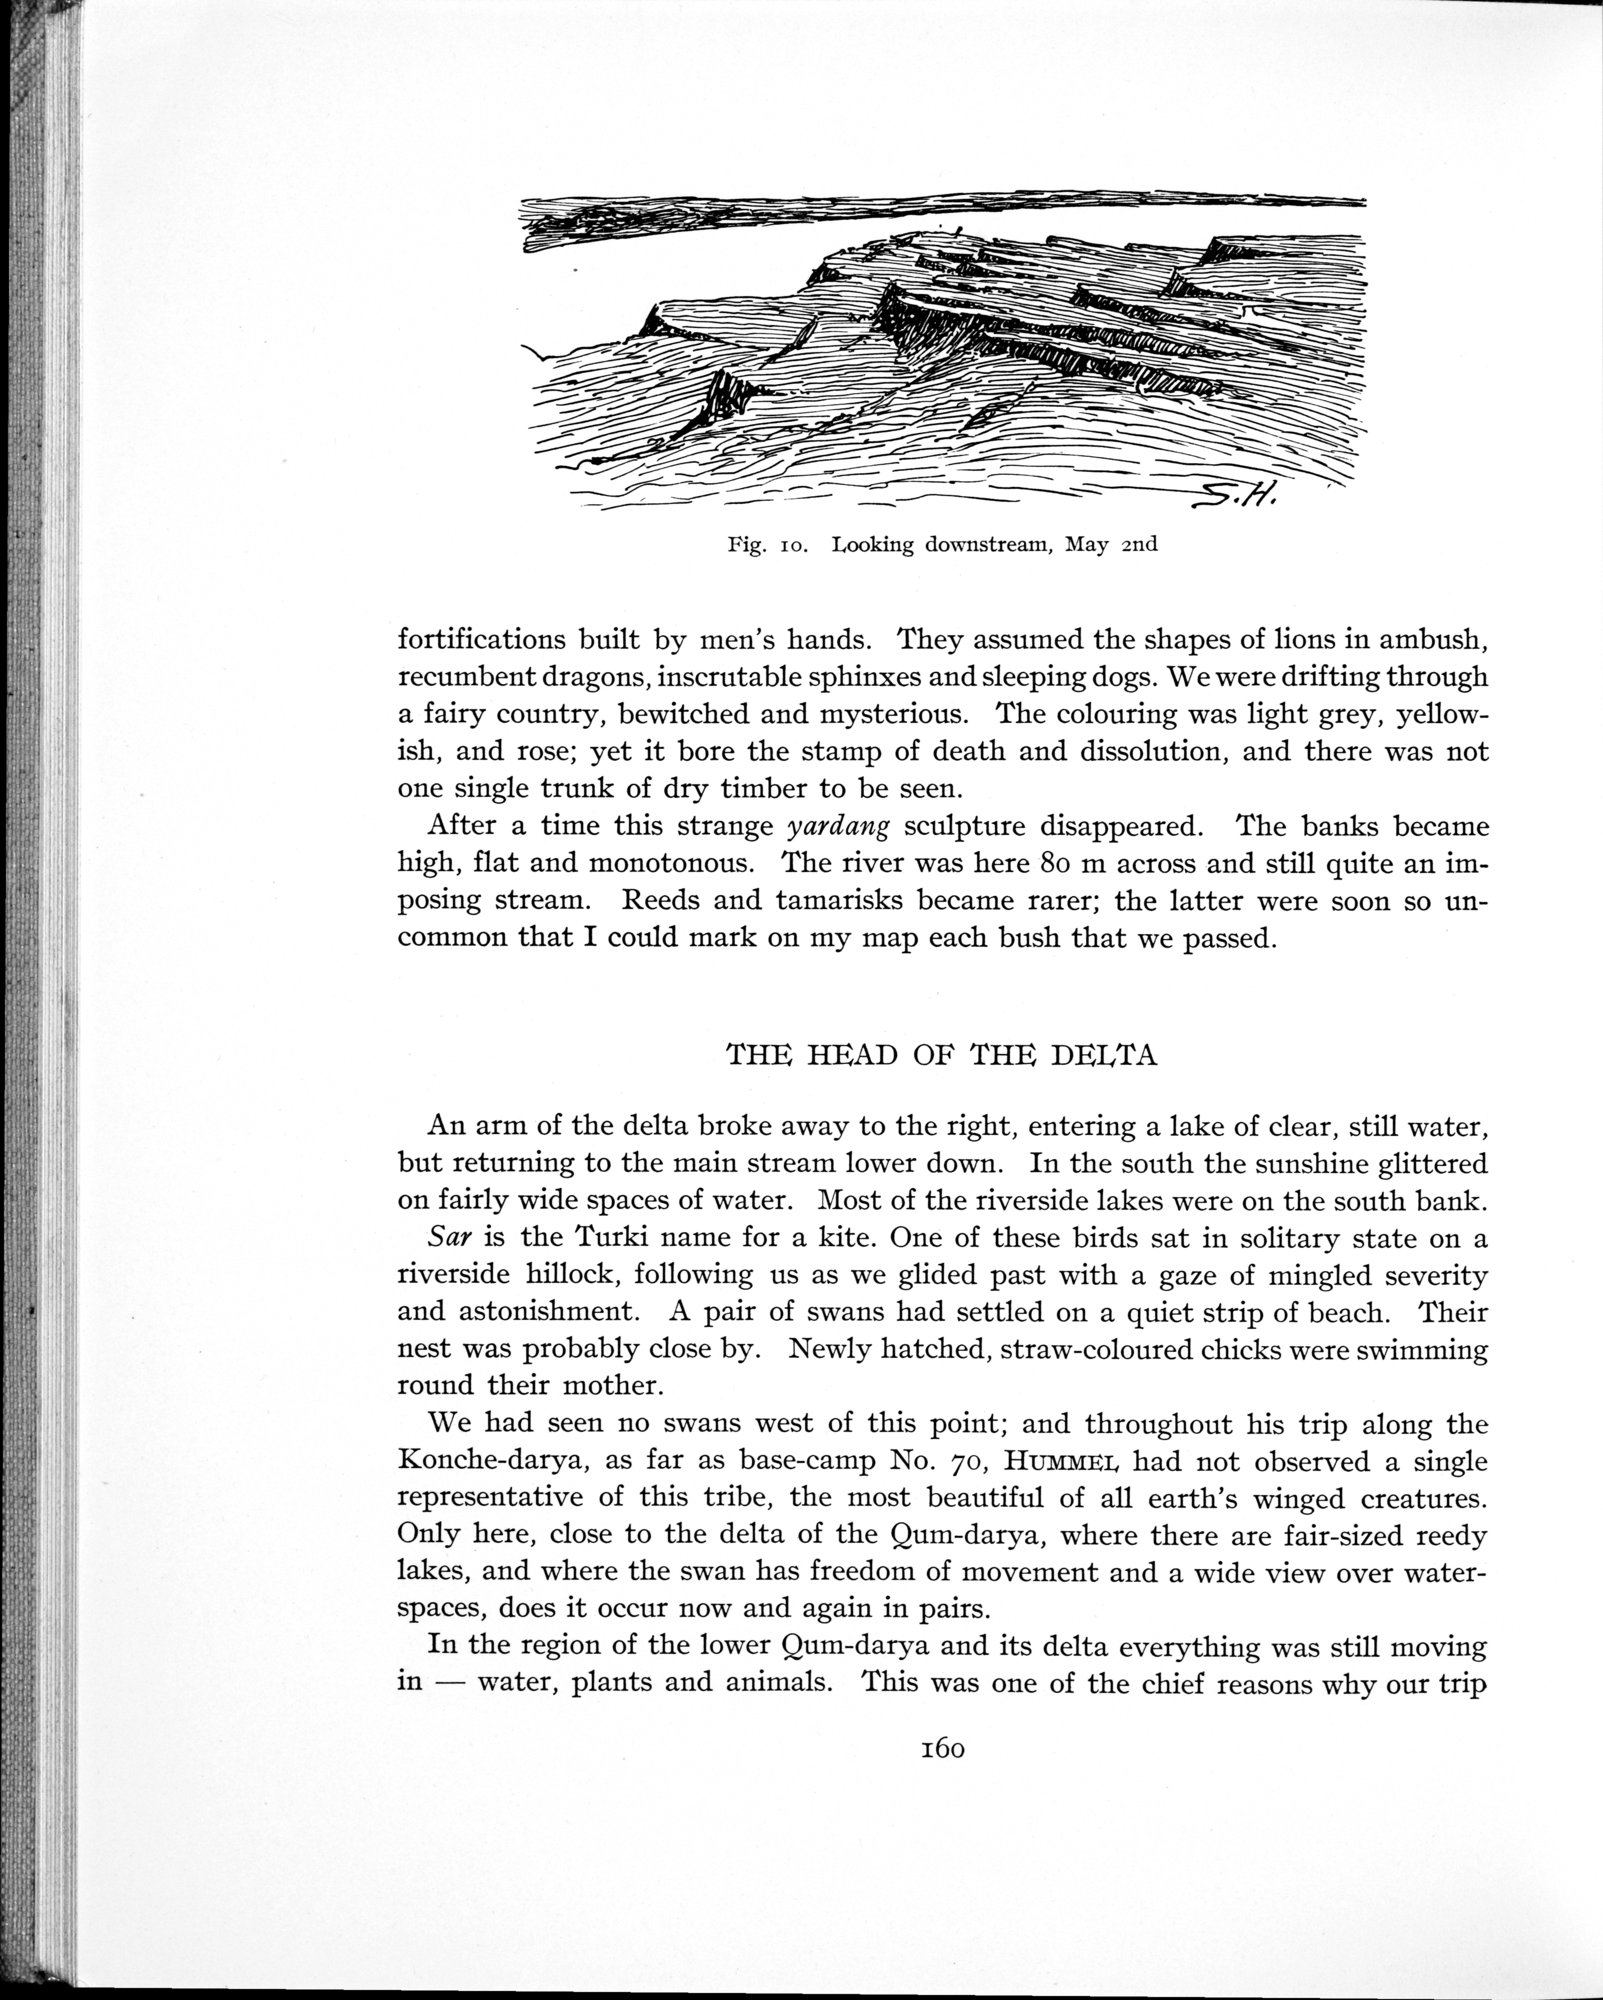 S.H.
Fig. 10. Looking downstream, May 2nd
fortifications built by men's hands. They assumed the shapes of lions in ambush,
recumbent dragons, inscrutable sphinxes and sleeping dogs. We were drifting through
a fairy country, bewitched and mysterious. The colouring was light grey, yellow-
ish, and rose; yet it bore the stamp of death and dissolution, and there was not
one single trunk of dry timber to be seen.
After a time this strange yardang sculpture disappeared. The banks became
high, flat and monotonous. The river was here 80 m across and still quite an im-
posing stream. Reeds and tamarisks became rarer; the latter were soon so un-
common that I could mark on my map each bush that we passed.
THE HEAD OF THE DELTA
An arm of the delta broke away to the right, entering a lake of clear, still water,
but returning to the main stream lower down. In the south the sunshine glittered
on fairly wide spaces of water. Most of the riverside lakes were on the south bank.
Sar is the Turki name for a kite. One of these birds sat in solitary state on a
riverside hillock, following us as we glided past with a gaze of mingled severity
and astonishment. A pair of swans had settled on a quiet strip of beach. Their
nest was probably close by. Newly hatched, straw-coloured chicks were swimming
round their mother.
We had seen no swans west of this point; and throughout his trip along the
Konche-darya, as far as base-camp No. 70, HUMMEL had not observed a single
representative of this tribe, the most beautiful of all earth's winged creatures.
Only here, close to the delta of the Qum-darya, where there are fair-sized reedy
lakes, and where the swan has freedom of movement and a wide view over water-
spaces, does it occur now and again in pairs.
In the region of the lower Qum-darya and its delta everything was still moving
in — water, plants and animals. This was one of the chief reasons why our trip
160